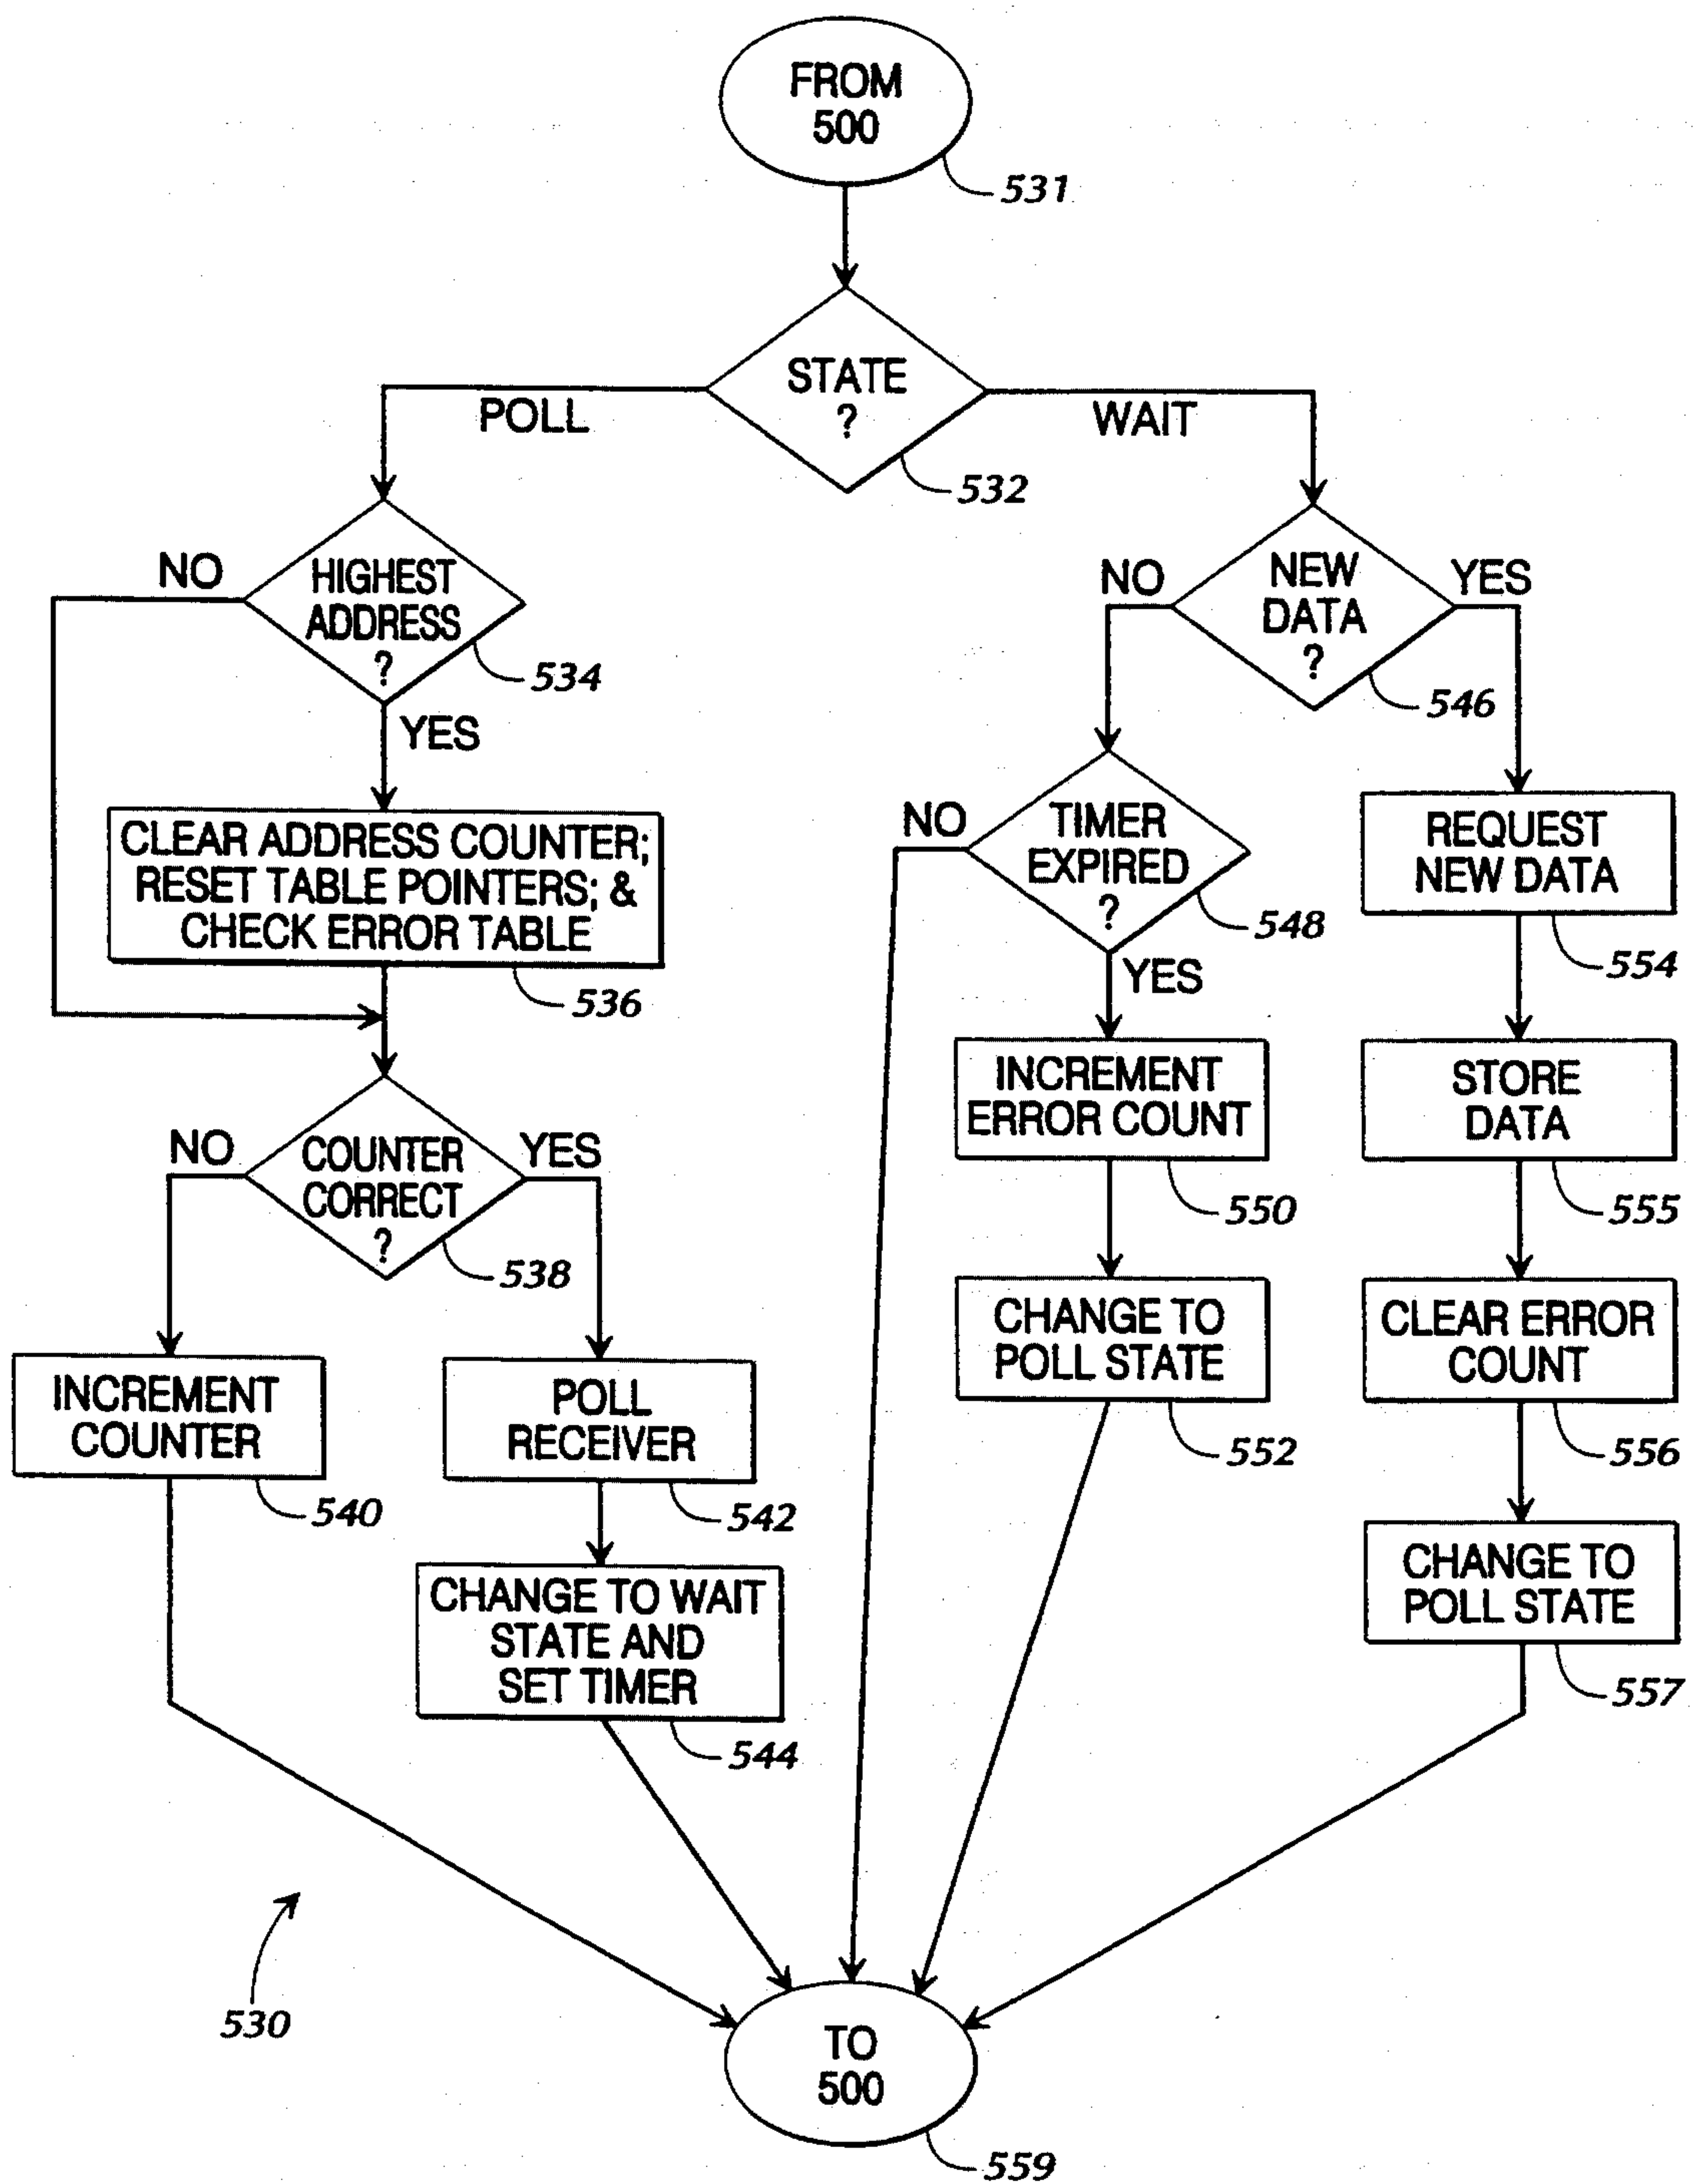 FROM
500
531
STATE
?
532
POLL
WAIT
HIGHEST
ADDRESS
?
534
NO
YES
NEW
DATA
?
546
NO
YES
CLEAR ADDRESS COUNTER;
RESET TABLE POINTERS; &
CHECK ERROR TABLE
536
TIMER
EXPIRED
?
548
NO
YES
REQUEST
NEW DATA
554
COUNTER
CORRECT
?
538
NO
YES
INCREMENT
ERROR COUNT
550
STORE
DATA
555
INCREMENT
COUNTER
540
POLL
RECEIVER
542
CHANGE TO
POLL STATE
552
CLEAR ERROR
COUNT
556
CHANGE TO WAIT
STATE AND
SET TIMER
544
CHANGE TO
POLL STATE
557
530
TO
500
559